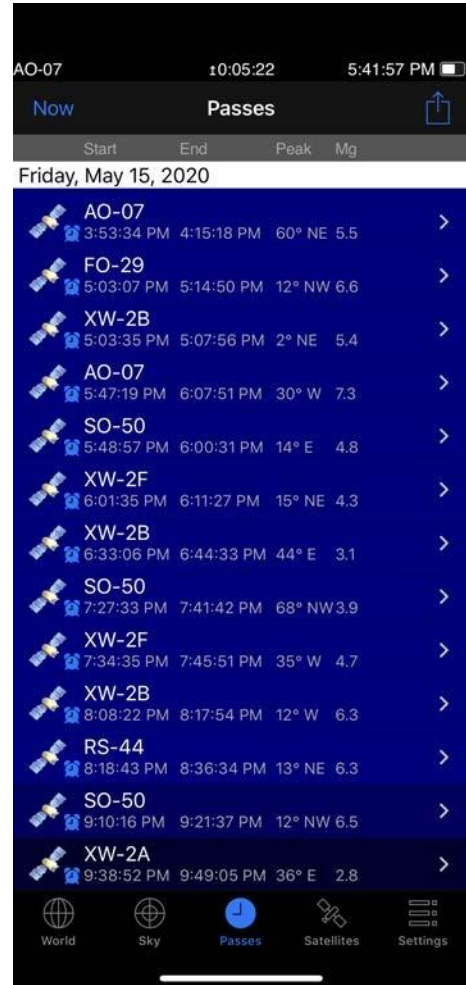 AO-07 ↕0:05:22 5:41:57 PM
Now Passes
Start End Peak Mg
Friday, May 15, 2020
AO-07
3:53:34 PM 4:15:18 PM 60° NE 5.5
FO-29
5:03:07 PM 5:14:50 PM 12° NW 6.6
XW-2B
5:03:35 PM 5:07:56 PM 2° NE 5.4
AO-07
5:47:19 PM 6:07:51 PM 30° W 7.3
SO-50
5:48:57 PM 6:00:31 PM 14° E 4.8
XW-2F
6:01:35 PM 6:11:27 PM 15° NE 4.3
XW-2B
6:33:06 PM 6:44:33 PM 44° E 3.1
SO-50
7:27:33 PM 7:41:42 PM 68° NW 3.9
XW-2F
7:34:35 PM 7:45:51 PM 35° W 4.7
XW-2B
8:08:22 PM 8:17:54 PM 12° W 6.3
RS-44
8:18:43 PM 8:36:34 PM 13° NE 6.3
SO-50
9:10:16 PM 9:21:37 PM 12° NW 6.5
XW-2A
9:38:52 PM 9:49:05 PM 36° E 2.8
World Sky Passes Satellites Settings